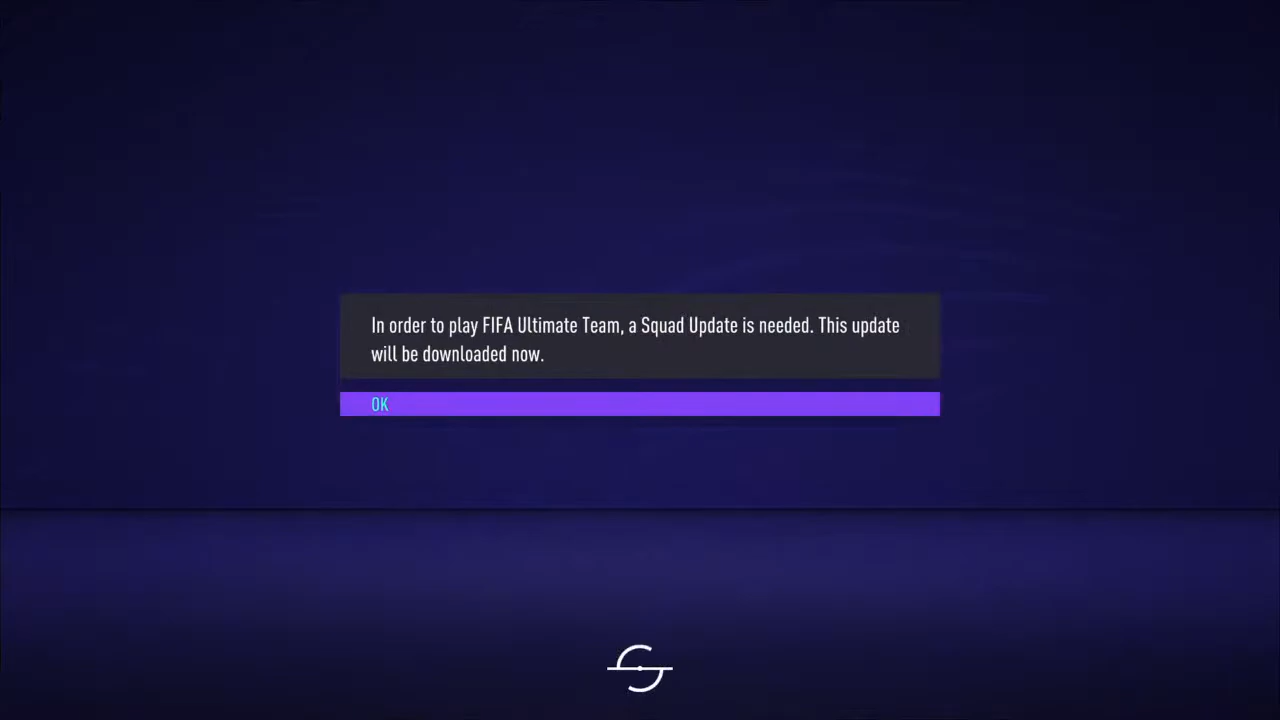 In order to play FIFA Ultimate Team, a Squad Update is needed. This update
will be downloaded now.
OK